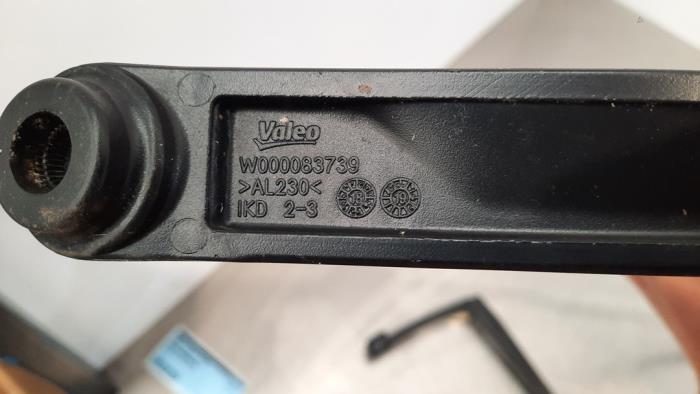 Valeo
W000083739
>AL230<
IKD 2-3